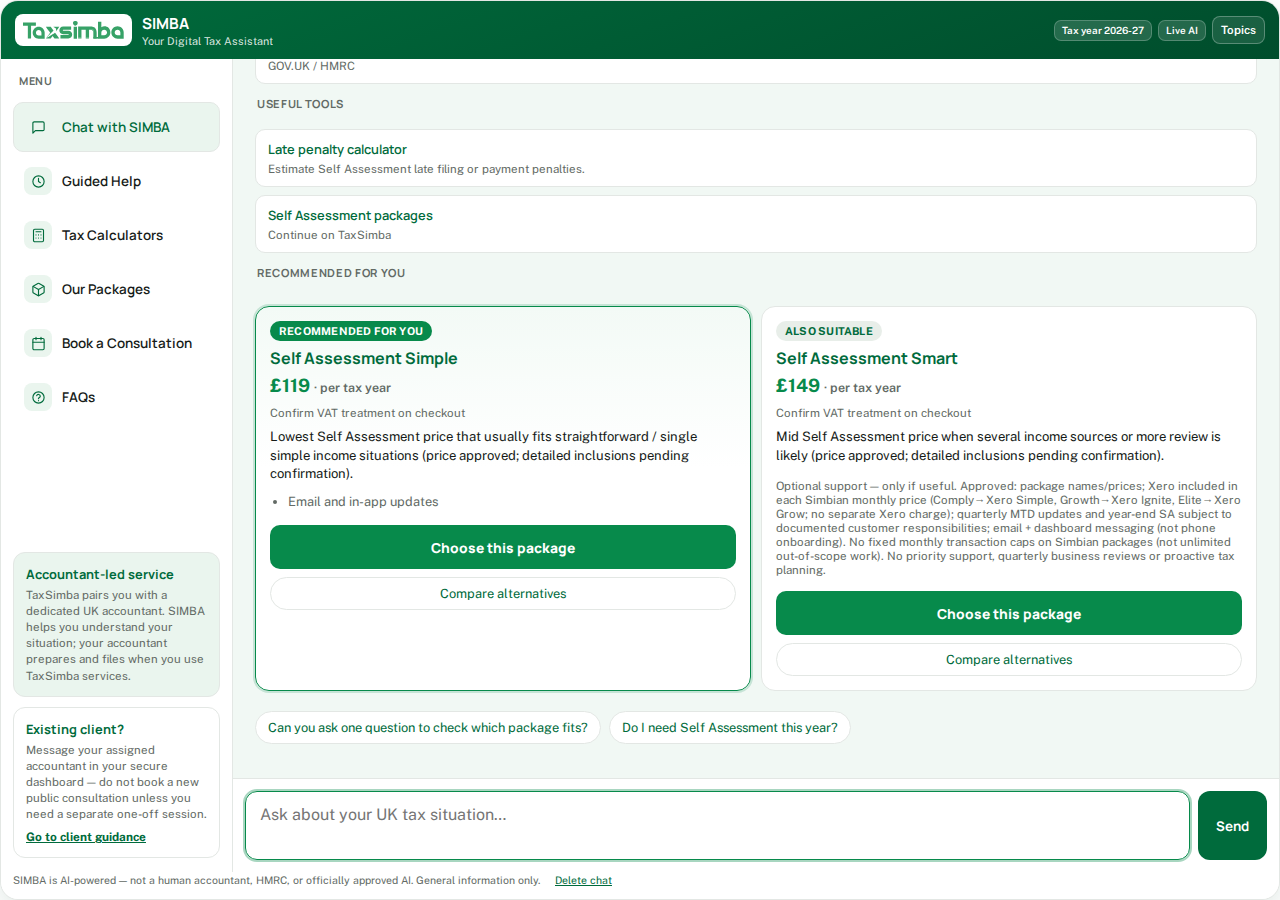 Taxsimba
SIMBA
Your Digital Tax Assistant
Tax year 2026-27
Live AI
Topics
MENU
Chat with SIMBA
Guided Help
Tax Calculators
Our Packages
Book a Consultation
FAQs
Accountant-led service
TaxSimba pairs you with a
dedicated UK accountant. SIMBA
helps you understand your
situation; your accountant
prepares and files when you use
TaxSimba services.
Existing client?
Message your assigned
accountant in your secure
dashboard — do not book a new
public consultation unless you
need a separate one-off session.
Go to client guidance
GOV.UK / HMRC
USEFUL TOOLS
Late penalty calculator
Estimate Self Assessment late filing or payment penalties.
Self Assessment packages
Continue on TaxSimba
RECOMMENDED FOR YOU
RECOMMENDED FOR YOU
Self Assessment Simple
£119 · per tax year
Confirm VAT treatment on checkout
Lowest Self Assessment price that usually fits straightforward / single
simple income situations (price approved; detailed inclusions pending
confirmation).
• Email and in-app updates
Choose this package
Compare alternatives
ALSO SUITABLE
Self Assessment Smart
£149 · per tax year
Confirm VAT treatment on checkout
Mid Self Assessment price when several income sources or more review is
likely (price approved; detailed inclusions pending confirmation).
Optional support — only if useful. Approved: package names/prices; Xero included in
each Simbian monthly price (Comply→Xero Simple, Growth→Xero Ignite, Elite→Xero
Grow; no separate Xero charge); quarterly MTD updates and year-end SA subject to
documented customer responsibilities; email + dashboard messaging (not phone
onboarding). No fixed monthly transaction caps on Simbian packages (not unlimited
out-of-scope work). No priority support, quarterly business reviews or proactive tax
planning.
Choose this package
Compare alternatives
Can you ask one question to check which package fits?
Do I need Self Assessment this year?
Ask about your UK tax situation...
Send
SIMBA is AI-powered — not a human accountant, HMRC, or officially approved AI. General information only.
Delete chat